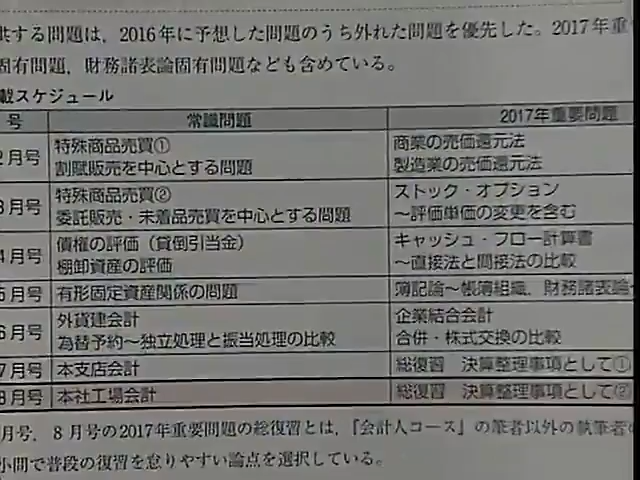 供する問題は、2016年に予想した問題のうち外れた問題を優先した。2017年重
固有問題，財務諸表論固有問題なども含めている。
載スケジュール
号 常識問題 2017年重要問題
2月号 特殊商品売買① 商業の売価還元法
割賦販売を中心とする問題 製造業の売価還元法
3月号 特殊商品売買② ストック・オプション
委託販売・未着品売買を中心とする問題 〜評価単価の変更を含む
4月号 債権の評価（貸倒引当金） キャッシュ・フロー計算書
棚卸資産の評価 〜直接法と間接法の比較
5月号 有形固定資産関係の問題 簿記論〜帳簿組織，財務諸表論〜
6月号 外貨建会計 企業結合会計
為替予約〜独立処理と振当処理の比較 合併・株式交換の比較
7月号 本支店会計 総復習　決算整理事項として①
8月号 本社工場会計 総復習　決算整理事項として②
月号，8月号の2017年重要問題の総復習とは，『会計人コース』の筆者以外の執筆者
小問で普段の復習を怠りやすい論点を選択している。